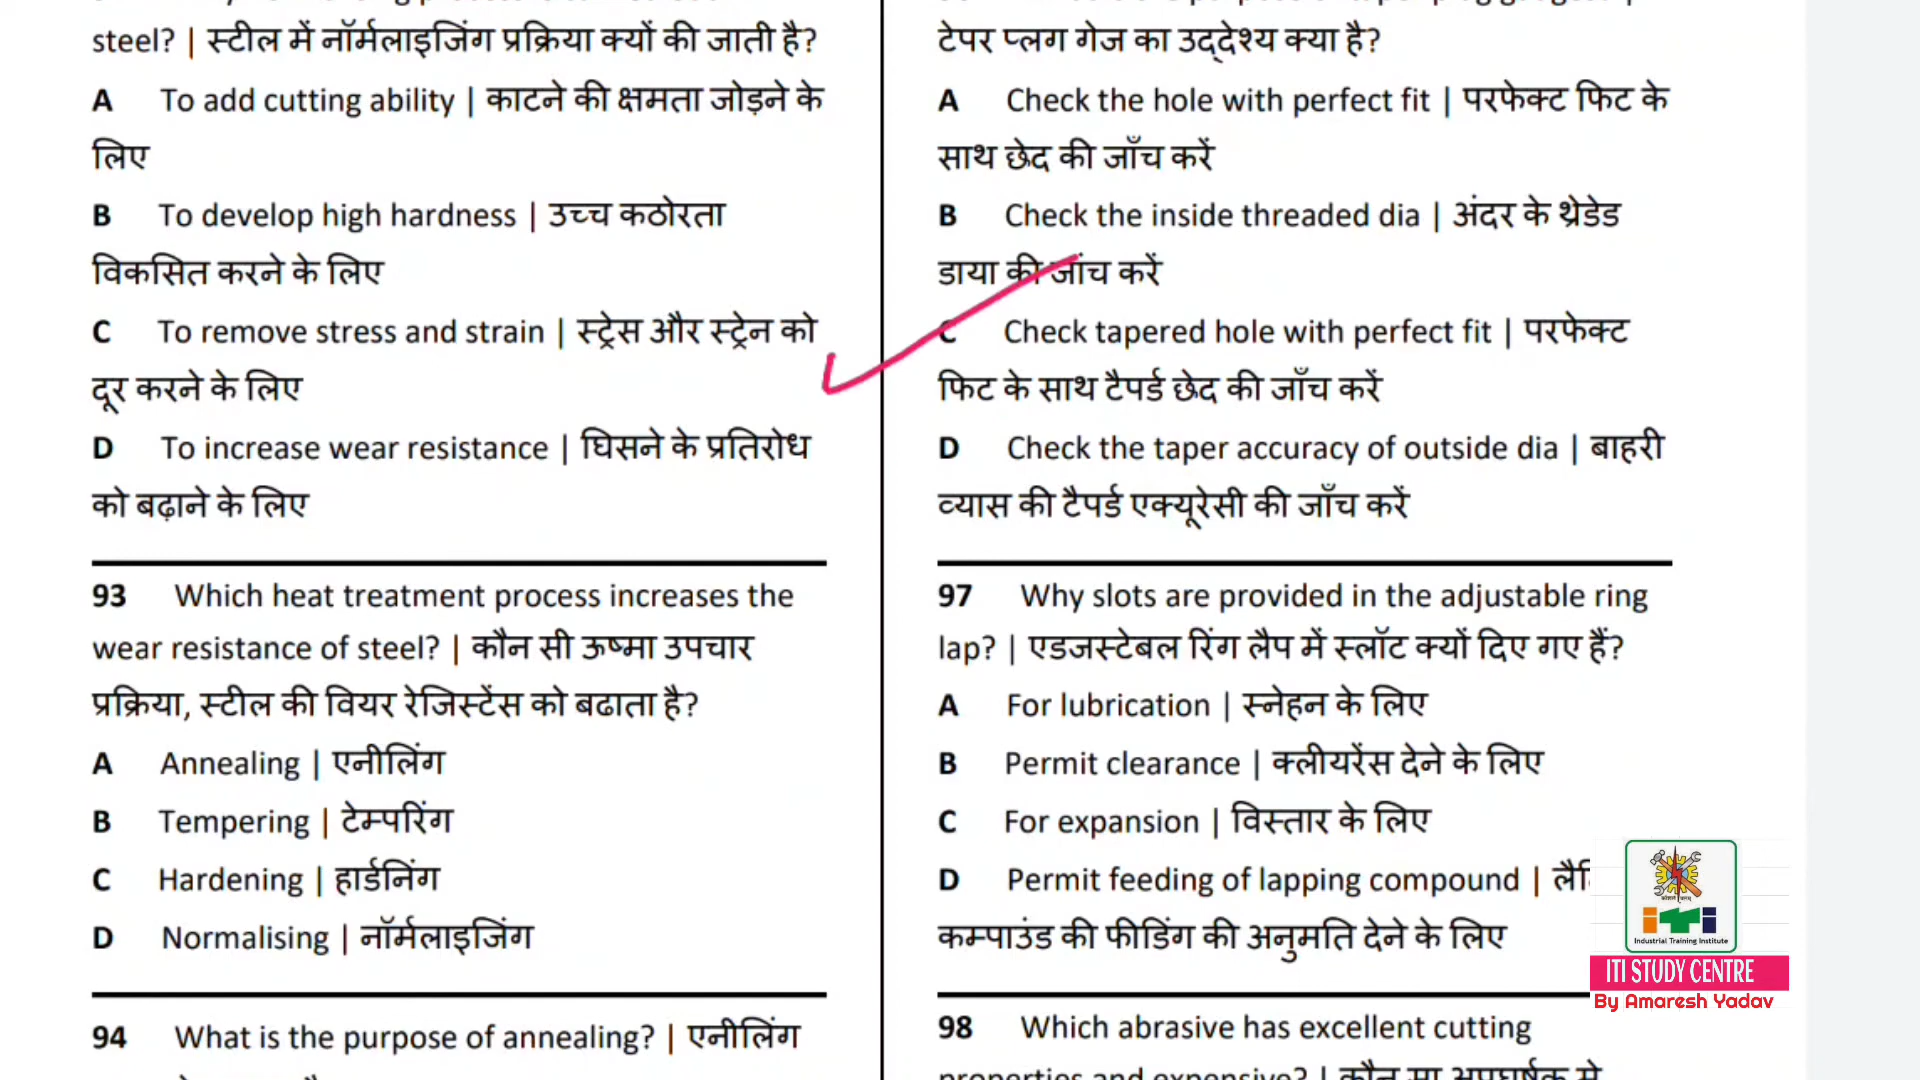 steel? | स्टील में नॉर्मलाइजिंग प्रक्रिया क्यों की जाती है?
A To add cutting ability | काटने की क्षमता जोड़ने के
लिए
B To develop high hardness | उच्च कठोरता
विकसित करने के लिए
C To remove stress and strain | स्ट्रेस और स्ट्रेन को
दूर करने के लिए
D To increase wear resistance | घिसने के प्रतिरोध
को बढ़ाने के लिए
93 Which heat treatment process increases the
wear resistance of steel? | कौन सी ऊष्मा उपचार
प्रक्रिया, स्टील की वियर रेजिस्टेंस को बढाता है?
A Annealing | एनीलिंग
B Tempering | टेम्परिंग
C Hardening | हार्डनिंग
D Normalising | नॉर्मलाइजिंग
94 What is the purpose of annealing? | एनीलिंग
टेपर प्लग गेज का उद्देश्य क्या है?
A Check the hole with perfect fit | परफेक्ट फिट के
साथ छेद की जाँच करें
B Check the inside threaded dia | अंदर के थ्रेडेड
डाया की जांच करें
C Check tapered hole with perfect fit | परफेक्ट
फिट के साथ टैपर्ड छेद की जाँच करें
D Check the taper accuracy of outside dia | बाहरी
व्यास की टैपर्ड एक्यूरेसी की जाँच करें
97 Why slots are provided in the adjustable ring
lap? | एडजस्टेबल रिंग लैप में स्लॉट क्यों दिए गए हैं?
A For lubrication | स्नेहन के लिए
B Permit clearance | क्लीयरेंस देने के लिए
C For expansion | विस्तार के लिए
D Permit feeding of lapping compound |
कम्पाउंड की फीडिंग की अनुमति देने के लिए
98 Which abrasive has excellent cutting
properties and expensive? |
iTi
Industrial Training Institute
ITI STUDY CENTRE
By Amaresh Yadav